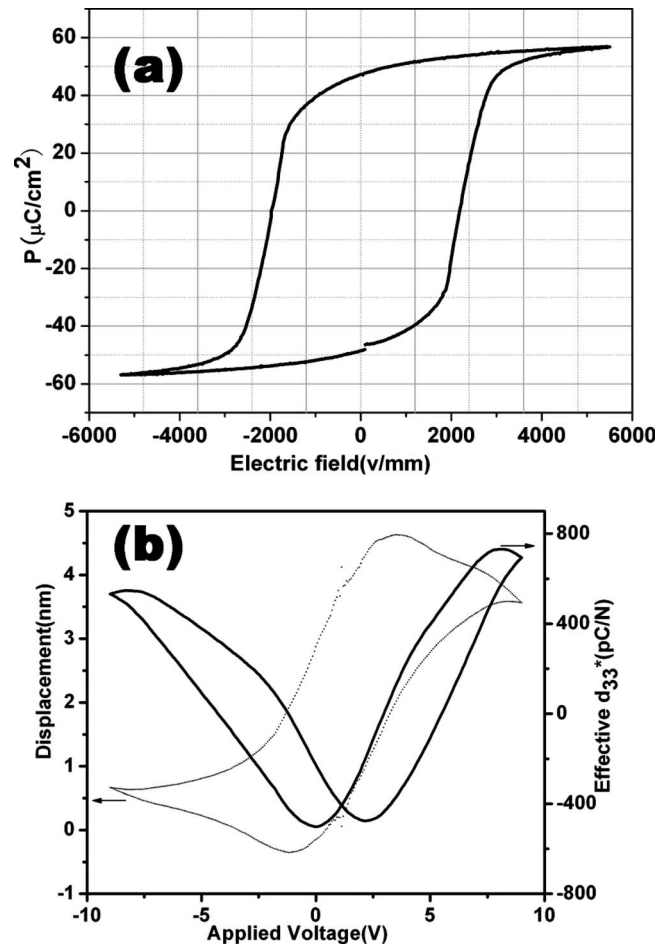 (a)
60
40
20
0
-20
-40
-60
P (μC/cm²)
-6000 -4000 -2000 0 2000 4000 6000
Electric field(v/mm)
(b)
5
4
3
2
1
0
-1
Displacement(nm)
800
400
0
-400
-800
Effective d₃₃*(pC/N)
-10 -5 0 5 10
Applied Voltage(V)